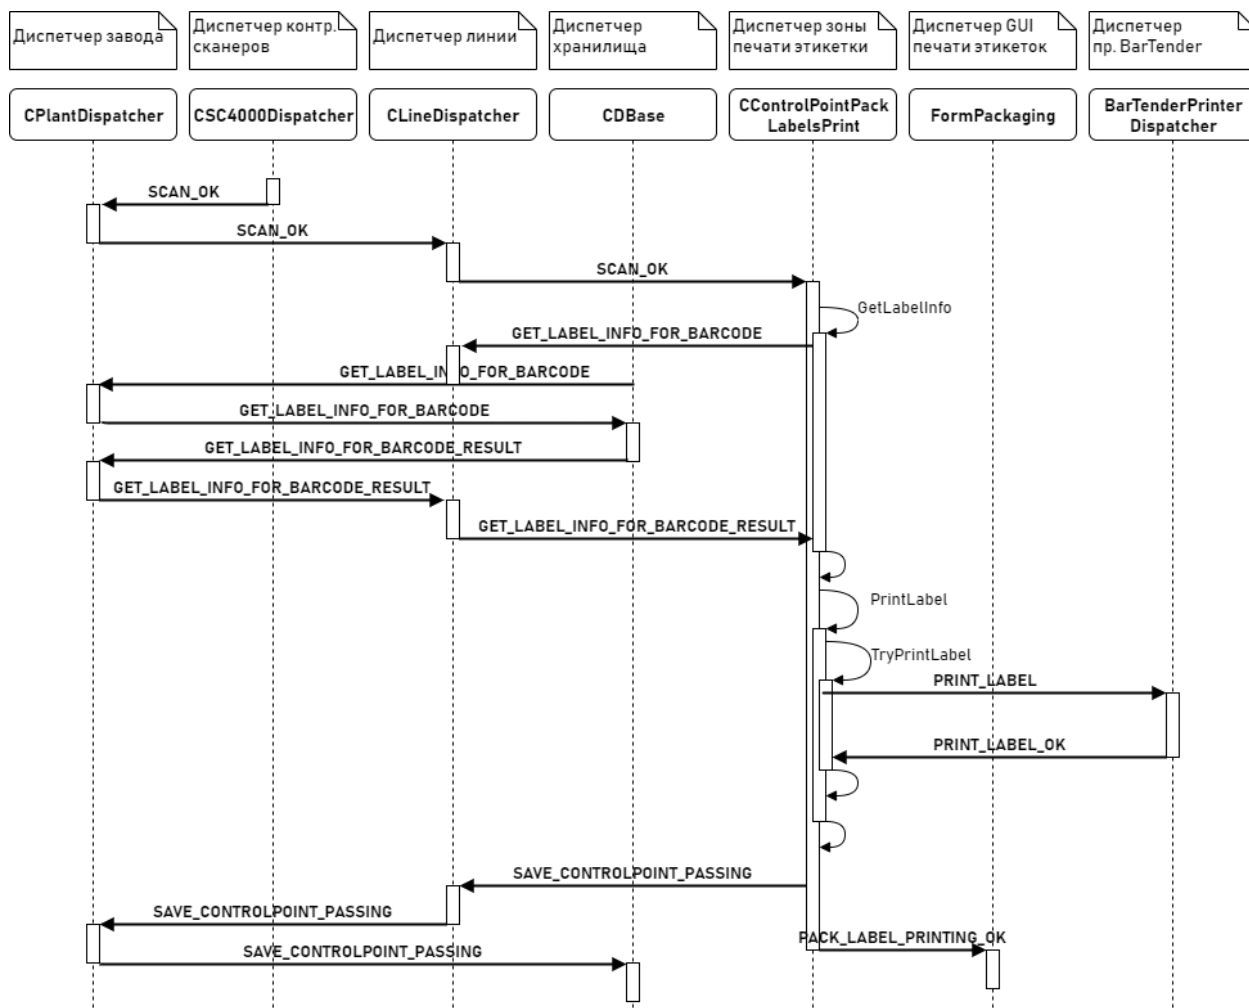 Диспетчер завода
Диспетчер контр.
сканеров
Диспетчер линии
Диспетчер
хранилища
Диспетчер зоны
печати этикетки
Диспетчер GUI
печати этикеток
Диспетчер
пр. BarTender
CPlantDispatcher
CSC4000Dispatcher
CLineDispatcher
CDBase
CControlPointPack
LabelsPrint
FormPackaging
BarTenderPrinter
Dispatcher
SCAN_OK
SCAN_OK
SCAN_OK
GetLabelInfo
GET_LABEL_INFO_FOR_BARCODE
GET_LABEL_INFO_FOR_BARCODE
GET_LABEL_INFO_FOR_BARCODE
GET_LABEL_INFO_FOR_BARCODE_RESULT
GET_LABEL_INFO_FOR_BARCODE_RESULT
GET_LABEL_INFO_FOR_BARCODE_RESULT
PrintLabel
TryPrintLabel
PRINT_LABEL
PRINT_LABEL_OK
SAVE_CONTROLPOINT_PASSING
SAVE_CONTROLPOINT_PASSING
PACK_LABEL_PRINTING_OK
SAVE_CONTROLPOINT_PASSING